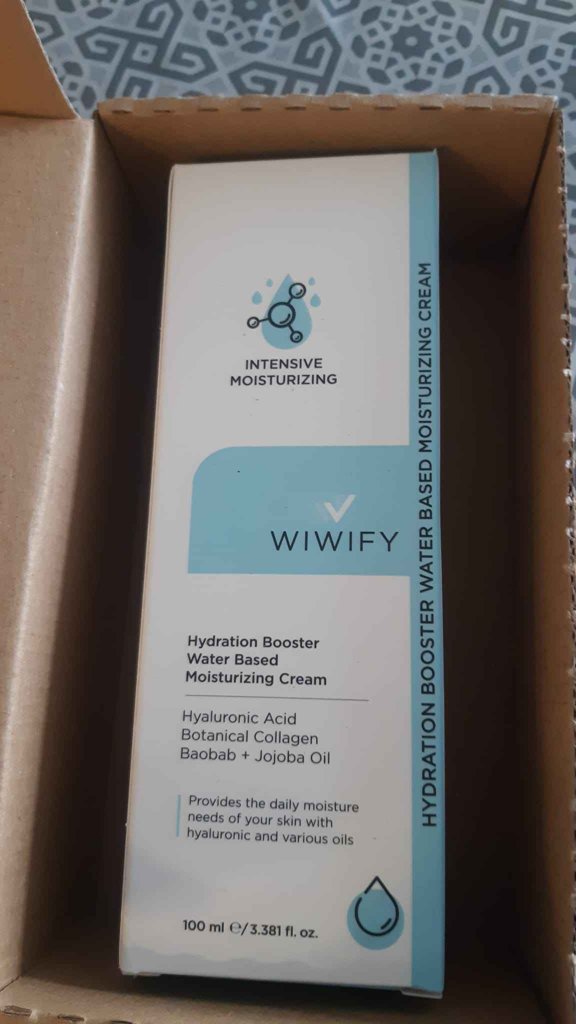 INTENSIVE
MOISTURIZING
WIWIFY
Hydration Booster
Water Based
Moisturizing Cream
Hyaluronic Acid
Botanical Collagen
Baobab + Jojoba Oil
Provides the daily moisture
needs of your skin with
hyaluronic and various oils
100 ml ℮/3.381 fl. oz.
HYDRATION BOOSTER WATER BASED MOISTURIZING CREAM